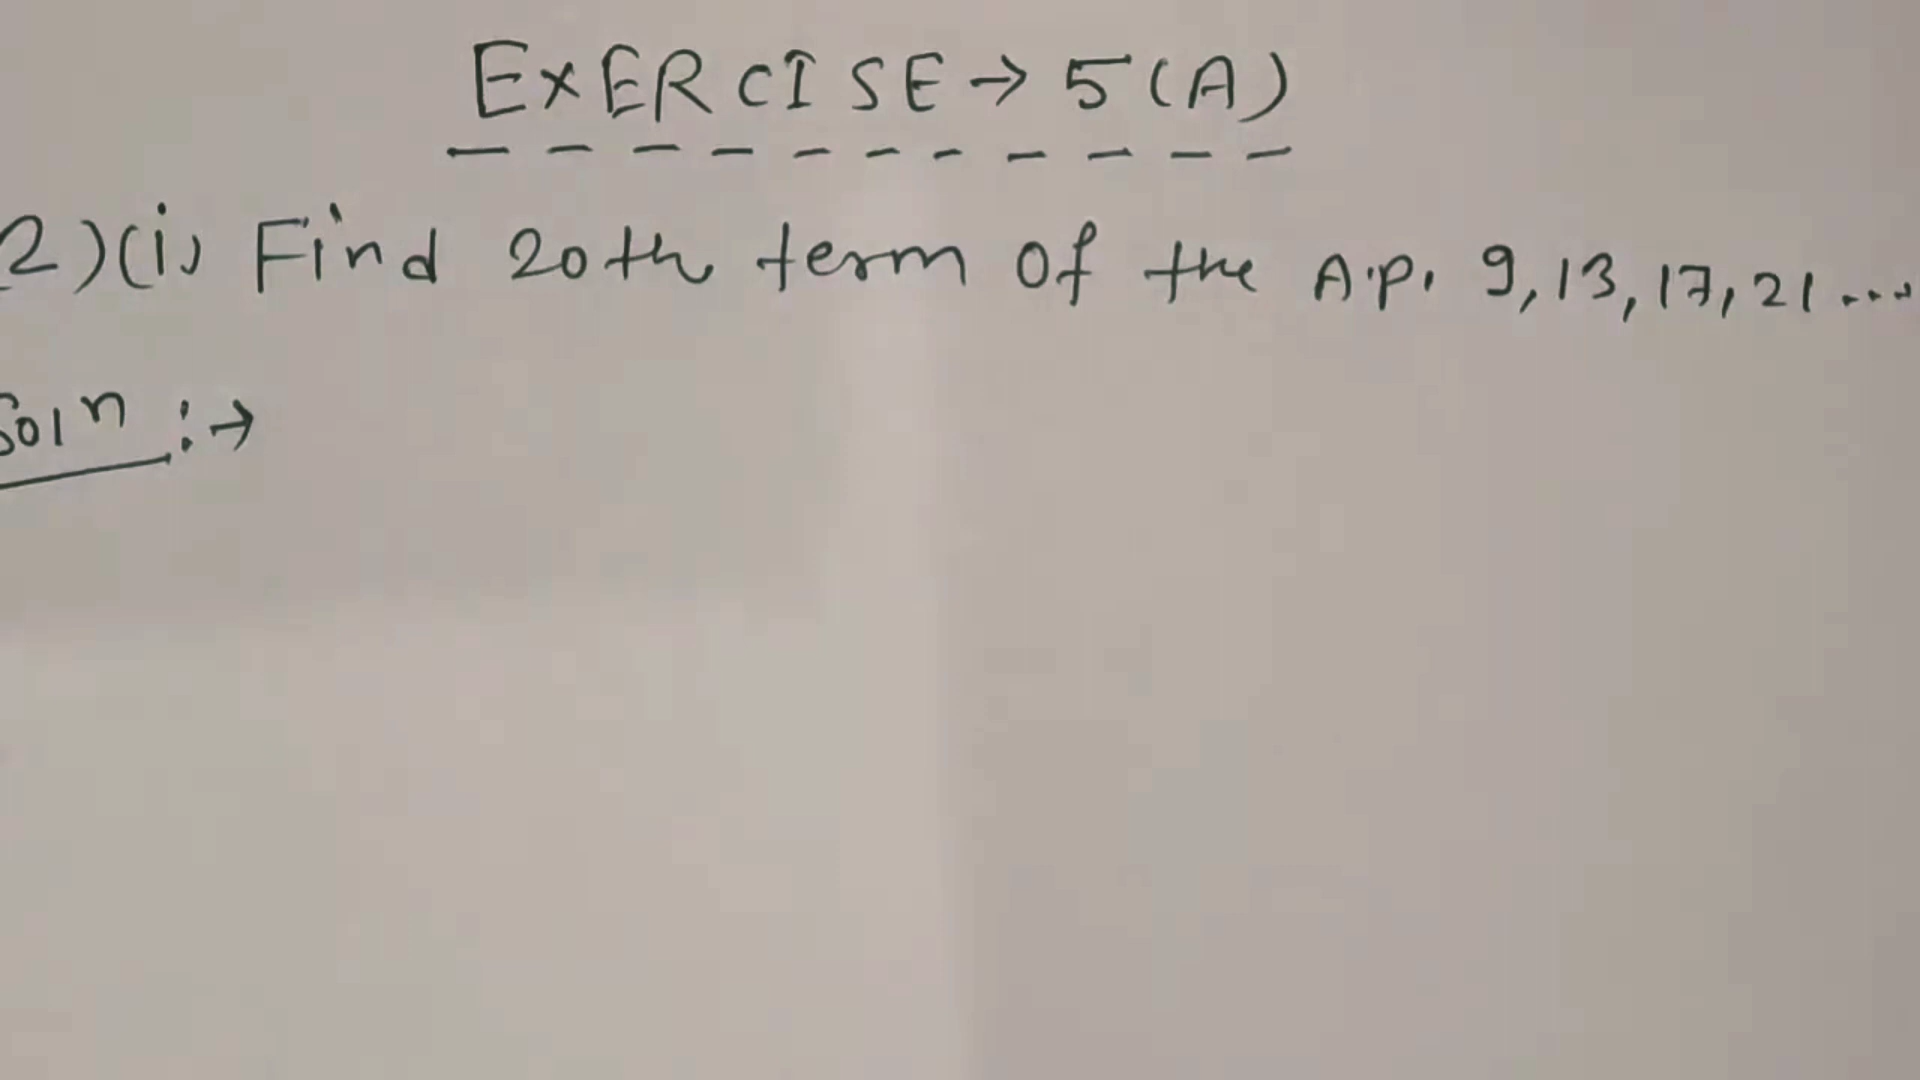 EXERCISE → 5(A)
2)(i) Find 20th term of the A.P. 9, 13, 17, 21 ....
Solⁿ :→